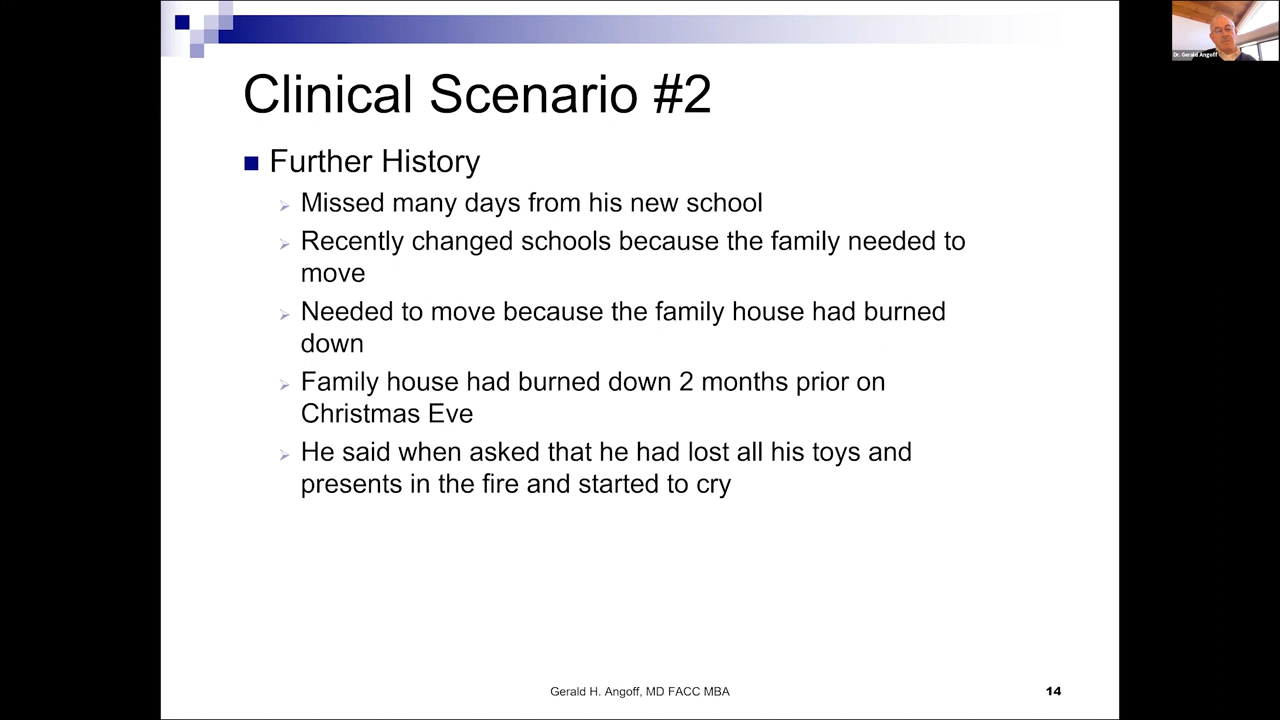 Dr. Gerald Angoff
Clinical Scenario #2
Further History
Missed many days from his new school
Recently changed schools because the family needed to
move
Needed to move because the family house had burned
down
Family house had burned down 2 months prior on
Christmas Eve
He said when asked that he had lost all his toys and
presents in the fire and started to cry
Gerald H. Angoff, MD FACC MBA
14